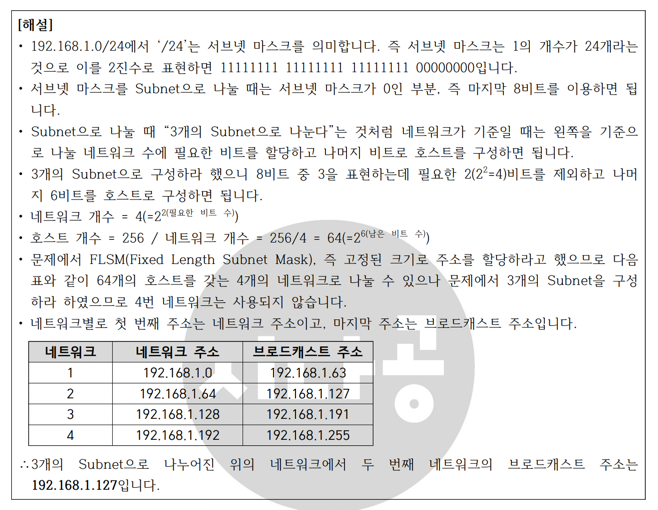 [해설]
• 192.168.1.0/24에서 ‘/24’는 서브넷 마스크를 의미합니다. 즉 서브넷 마스크는 1의 개수가 24개라는
것으로 이를 2진수로 표현하면 11111111 11111111 11111111 00000000입니다.
• 서브넷 마스크를 Subnet으로 나눌 때는 서브넷 마스크가 0인 부분, 즉 마지막 8비트를 이용하면 됩
니다.
• Subnet으로 나눌 때 “3개의 Subnet으로 나눈다”는 것처럼 네트워크가 기준일 때는 왼쪽을 기준으
로 나눌 네트워크 수에 필요한 비트를 할당하고 나머지 비트로 호스트를 구성하면 됩니다.
• 3개의 Subnet으로 구성하라 했으니 8비트 중 3을 표현하는데 필요한 2(2²=4)비트를 제외하고 나머
지 6비트를 호스트로 구성하면 됩니다.
• 네트워크 개수 = 4(=2²⁽필요한 비트 수⁾)
• 호스트 개수 = 256 / 네트워크 개수 = 256/4 = 64(=2⁶⁽남은 비트 수⁾)
• 문제에서 FLSM(Fixed Length Subnet Mask), 즉 고정된 크기로 주소를 할당하라고 했으므로 다음
표와 같이 64개의 호스트를 갖는 4개의 네트워크로 나눌 수 있으나 문제에서 3개의 Subnet을 구성
하라 하였으므로 4번 네트워크는 사용되지 않습니다.
• 네트워크별로 첫 번째 주소는 네트워크 주소이고, 마지막 주소는 브로드캐스트 주소입니다.
네트워크 네트워크 주소 브로드캐스트 주소
1 192.168.1.0 192.168.1.63
2 192.168.1.64 192.168.1.127
3 192.168.1.128 192.168.1.191
4 192.168.1.192 192.168.1.255
∴3개의 Subnet으로 나누어진 위의 네트워크에서 두 번째 네트워크의 브로드캐스트 주소는
192.168.1.127입니다.